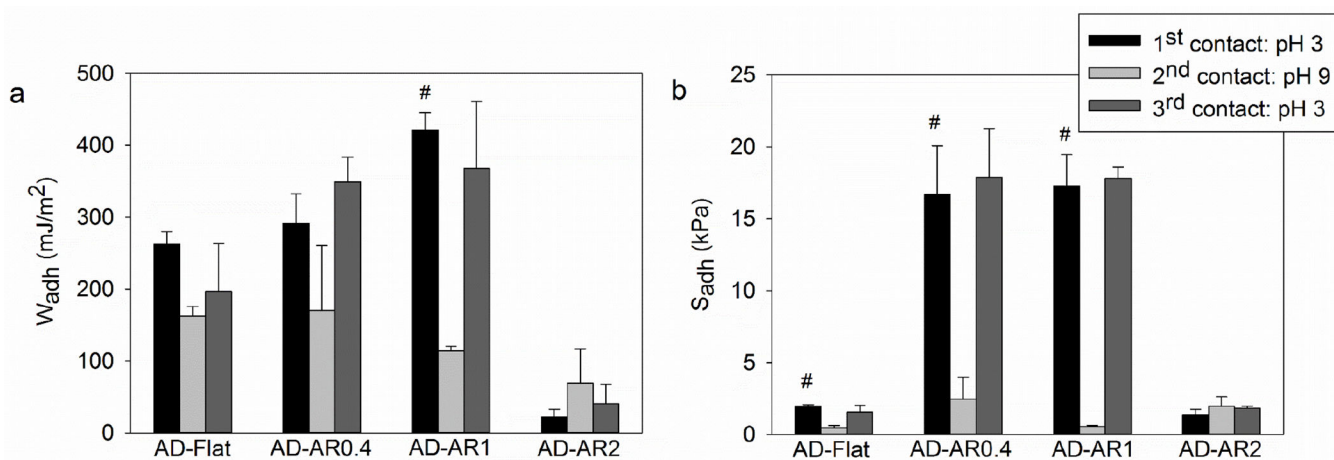 a
500
400
300
200
100
0
Wadh (mJ/m2)
#
AD-Flat AD-AR0.4 AD-AR1 AD-AR2
b
25
20
15
10
5
0
Sadh (kPa)
# # #
AD-Flat AD-AR0.4 AD-AR1 AD-AR2
1st contact: pH 3
2nd contact: pH 9
3rd contact: pH 3